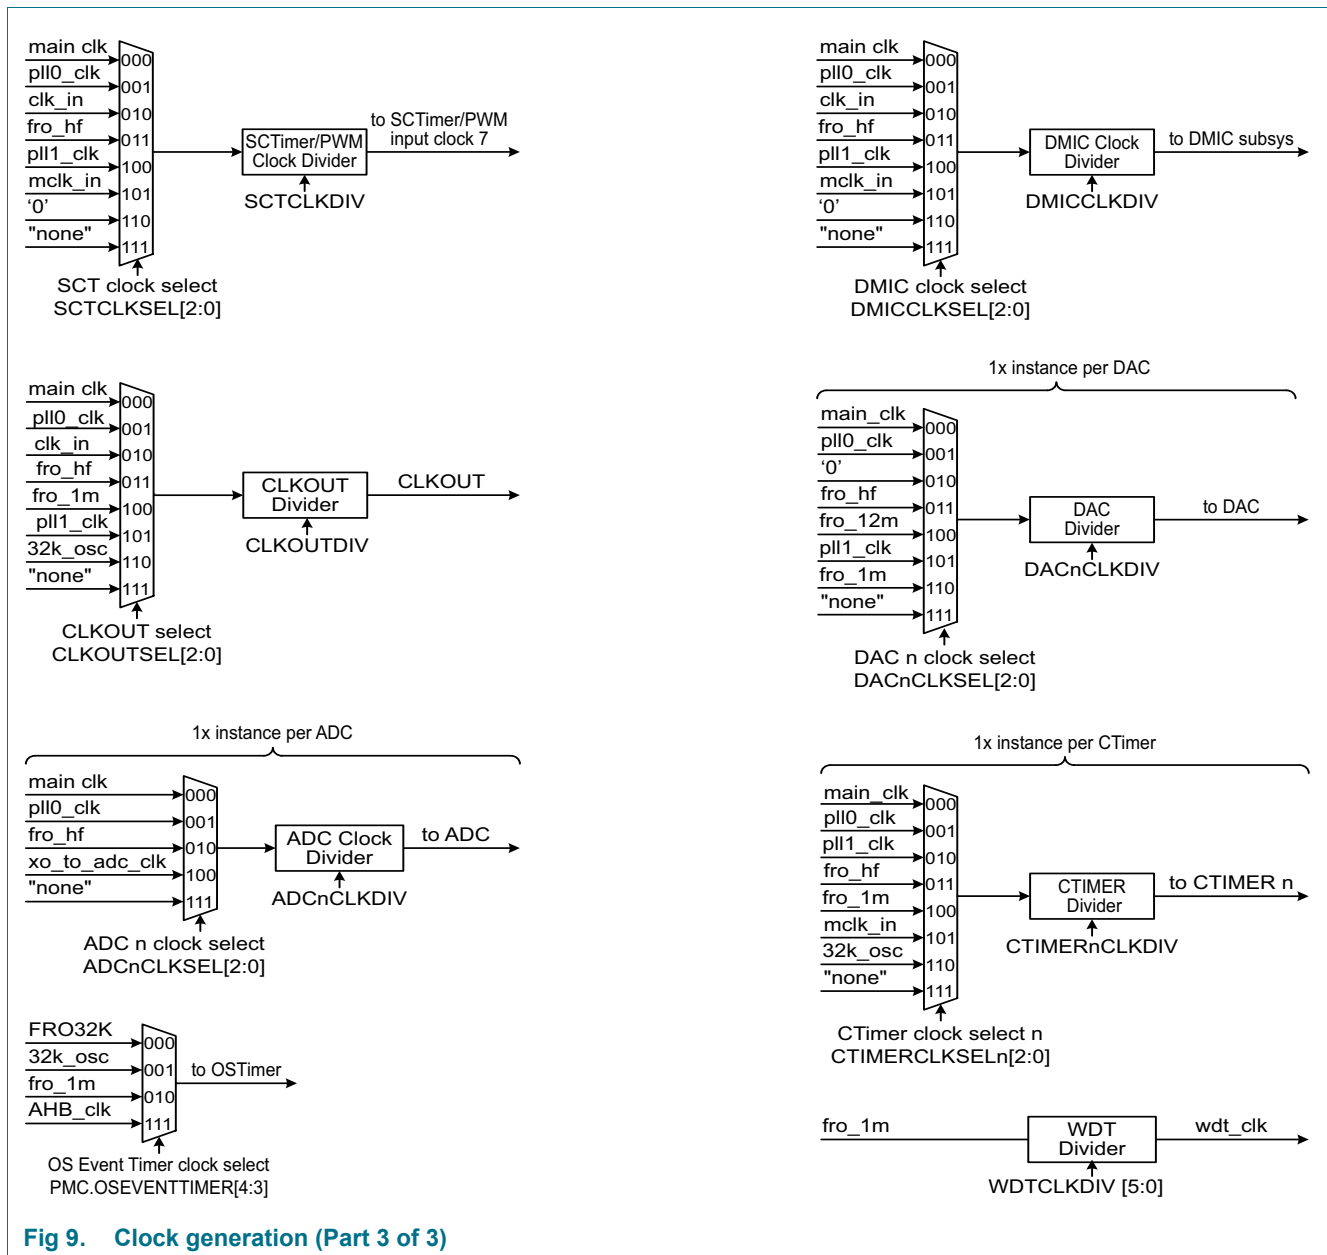 main clk
000
pll0_clk
001
clk_in
010
fro_hf
011
pll1_clk
100
mclk_in
101
‘0’
110
"none"
111
SCTimer/PWM
Clock Divider
SCTCLKDIV
to SCTimer/PWM
input clock 7
SCT clock select
SCTCLKSEL[2:0]
main clk
000
pll0_clk
001
clk_in
010
fro_hf
011
pll1_clk
100
mclk_in
101
‘0’
110
"none"
111
DMIC Clock
Divider
DMICCLKDIV
to DMIC subsys
DMIC clock select
DMICCLKSEL[2:0]
main clk
000
pll0_clk
001
clk_in
010
fro_hf
011
fro_1m
100
pll1_clk
101
32k_osc
110
"none"
111
CLKOUT
Divider
CLKOUTDIV
CLKOUT
CLKOUT select
CLKOUTSEL[2:0]
1x instance per DAC
main_clk
000
pll0_clk
001
‘0’
010
fro_hf
011
fro_12m
100
pll1_clk
101
fro_1m
110
"none"
111
DAC
Divider
DACnCLKDIV
to DAC
DAC n clock select
DACnCLKSEL[2:0]
1x instance per ADC
main clk
000
pll0_clk
001
fro_hf
010
xo_to_adc_clk
100
"none"
111
ADC Clock
Divider
ADCnCLKDIV
to ADC
ADC n clock select
ADCnCLKSEL[2:0]
1x instance per CTimer
main_clk
000
pll0_clk
001
pll1_clk
010
fro_hf
011
fro_1m
100
mclk_in
101
32k_osc
110
"none"
111
CTIMER
Divider
CTIMERnCLKDIV
to CTIMER n
CTimer clock select n
CTIMERCLKSELn[2:0]
FRO32K
000
32k_osc
001
fro_1m
010
AHB_clk
111
to OSTimer
OS Event Timer clock select
PMC.OSEVENTTIMER[4:3]
fro_1m
WDT
Divider
wdt_clk
WDTCLKDIV [5:0]
Fig 9. Clock generation (Part 3 of 3)